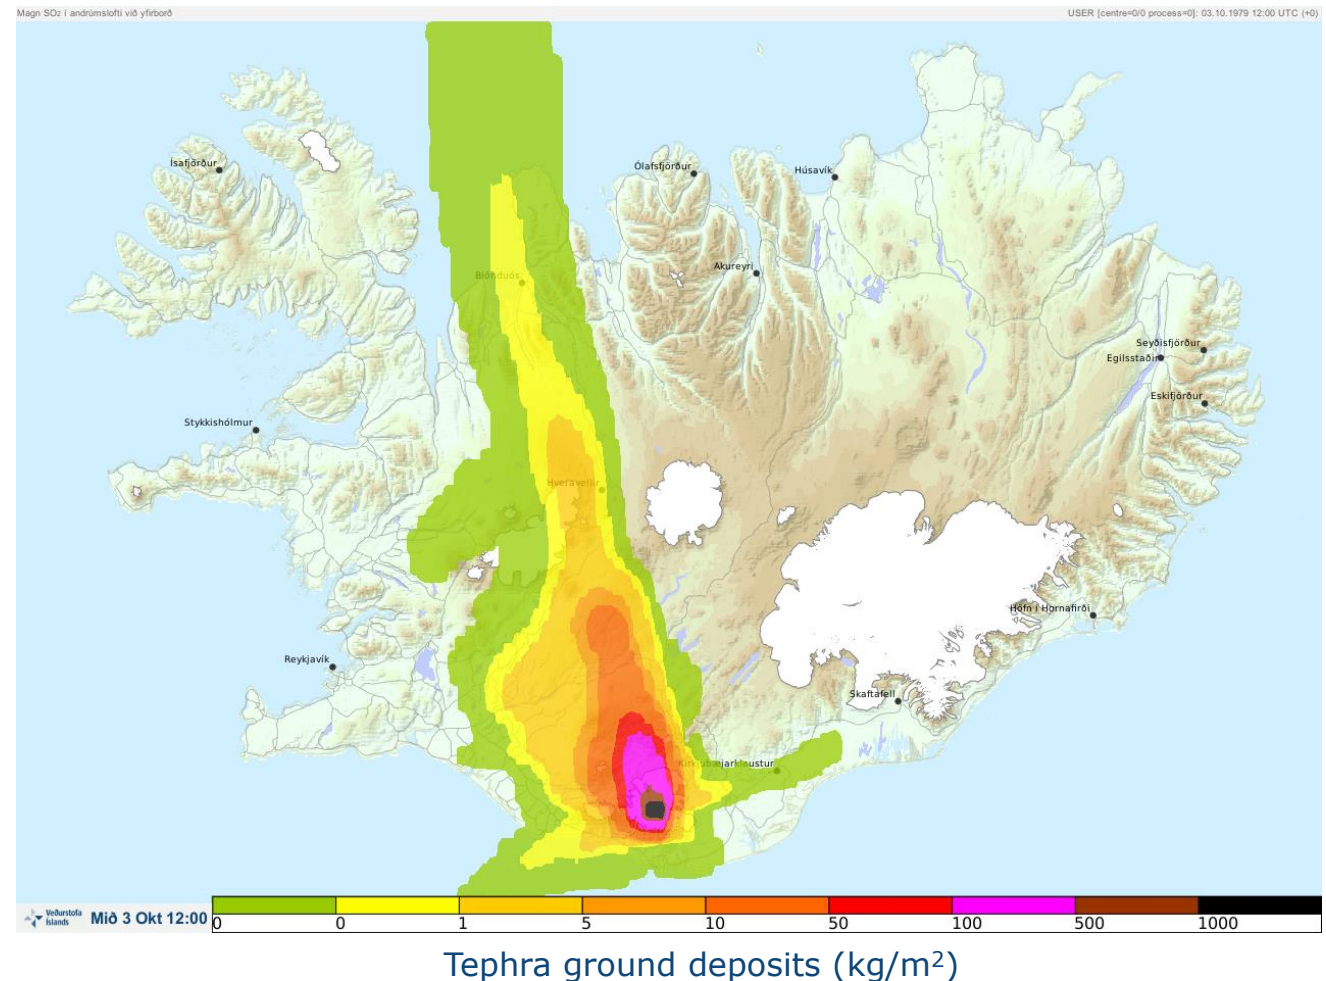 Magn SO₂ í andrúmslofti við yfirborð
USER [centre=0/0 process=0]: 03.10.1979 12:00 UTC (+0)
Ísafjörður
Ólafsfjörður
Húsavík
Akureyri
Blönduós
Seyðisfjörður
Egilsstaðir
Eskifjörður
Stykkishólmur
Hveravellir
Höfn í Hornafirði
Reykjavík
Skaftafell
Kirkjubæjarklaustur
Veðurstofa
Íslands
Mið 3 Okt 12:00
0 0 1 5 10 50 100 500 1000
Tephra ground deposits (kg/m²)